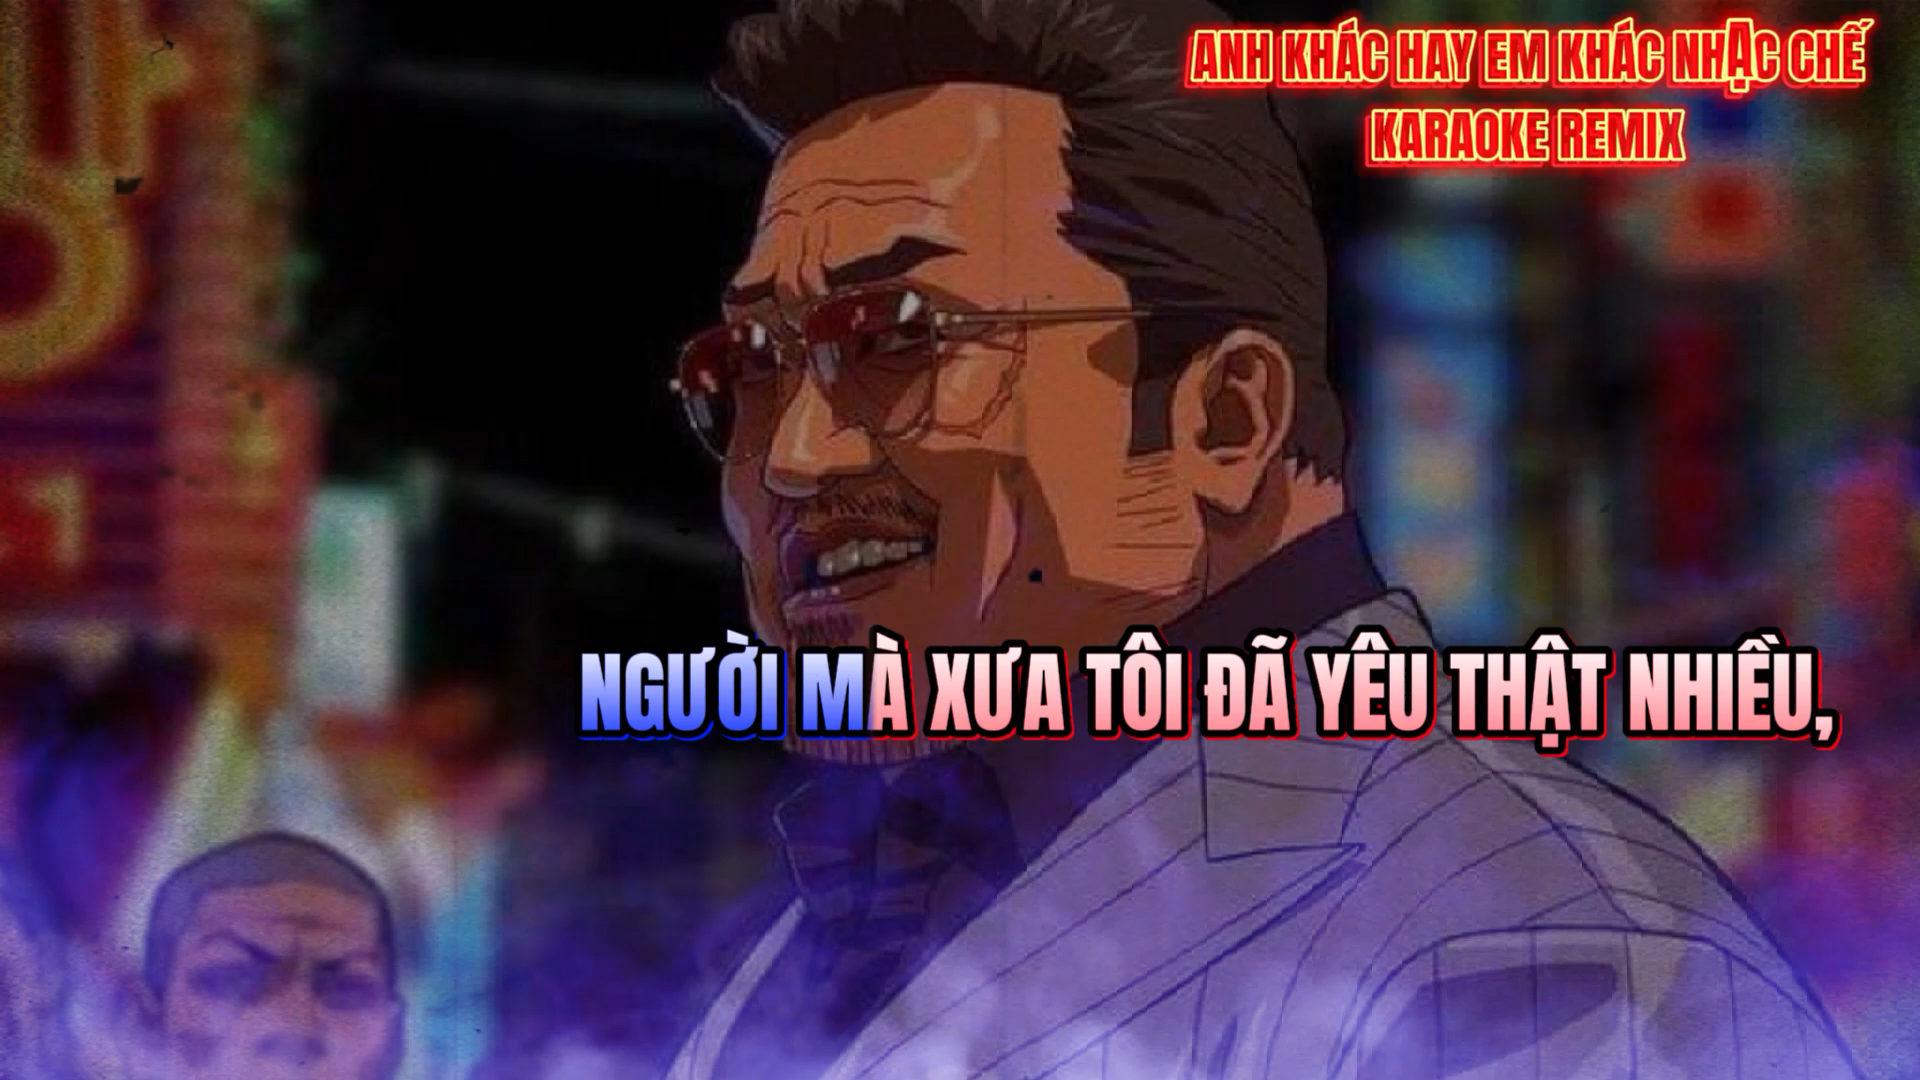 ANH KHÁC HAY EM KHÁC NHẠC CHẾ
KARAOKE REMIX
NGƯỜI MÀ XƯA TÔI ĐÃ YÊU THẬT NHIỀU,